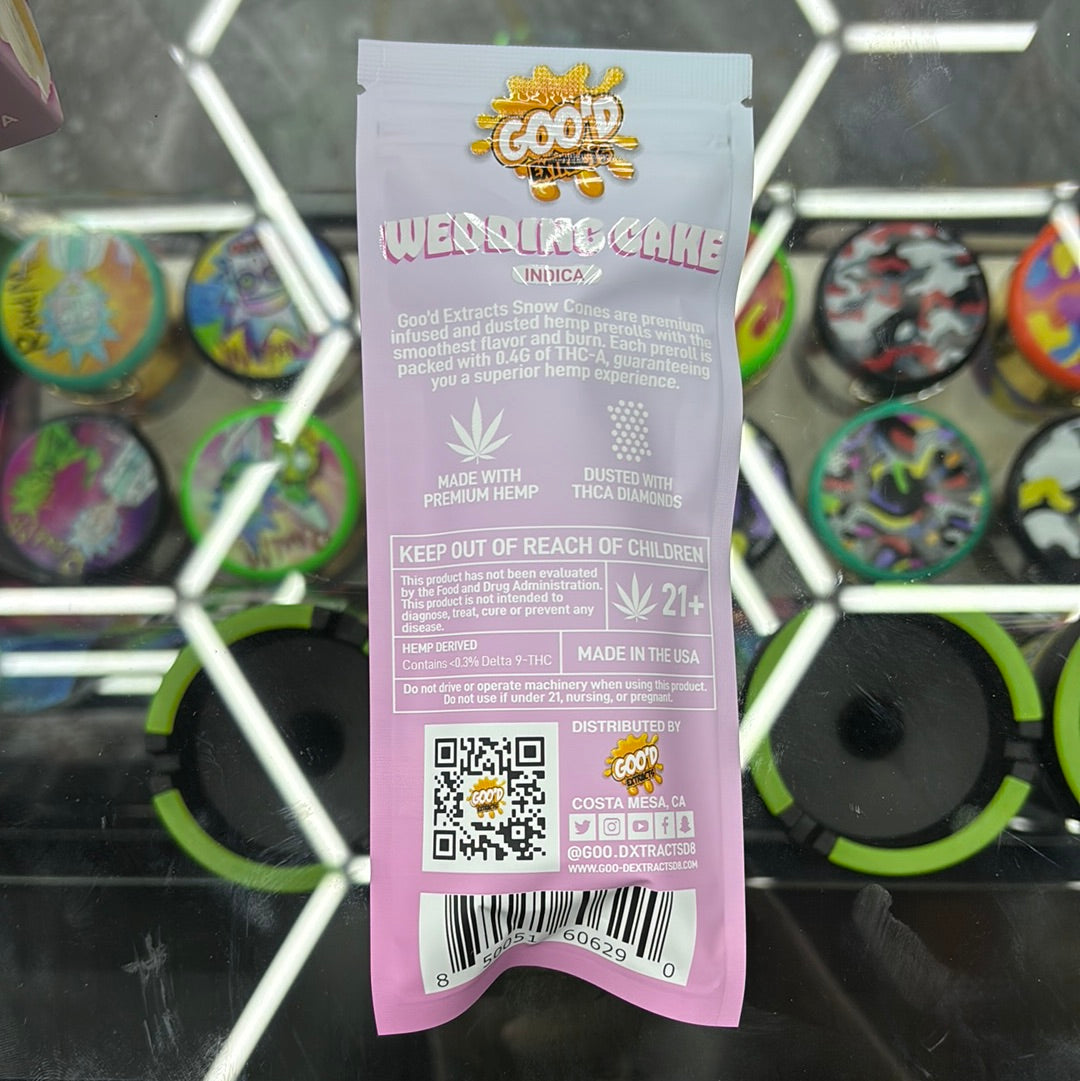 GOO'D
EXTRACTS
WEDDING CAKE
INDICA
Goo'd Extracts Snow Cones are premium
infused and dusted hemp prerolls with the
smoothest flavor and burn. Each preroll is
packed with 0.4G of THC-A, guaranteeing
you a superior hemp experience.
MADE WITH
PREMIUM HEMP
DUSTED WITH
THCA DIAMONDS
KEEP OUT OF REACH OF CHILDREN
This product has not been evaluated
by the Food and Drug Administration.
This product is not intended to
diagnose, treat, cure or prevent any
disease.
21+
HEMP DERIVED
Contains <0.3% Delta 9-THC
MADE IN THE USA
Do not drive or operate machinery when using this product.
Do not use if under 21, nursing, or pregnant.
DISTRIBUTED BY
GOO'D
EXTRACTS
GOO'D
COSTA MESA, CA
@GOO.DXTRACTSD8
WWW.GOO-DEXTRACTSD8.COM
8 50051 60629 0